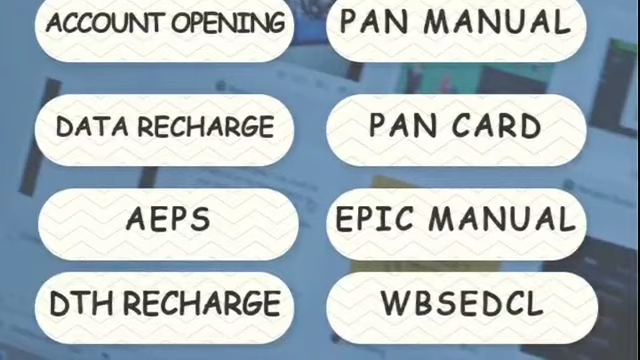 ACCOUNT OPENING
PAN MANUAL
DATA RECHARGE
PAN CARD
AEPS
EPIC MANUAL
DTH RECHARGE
WBSEDCL